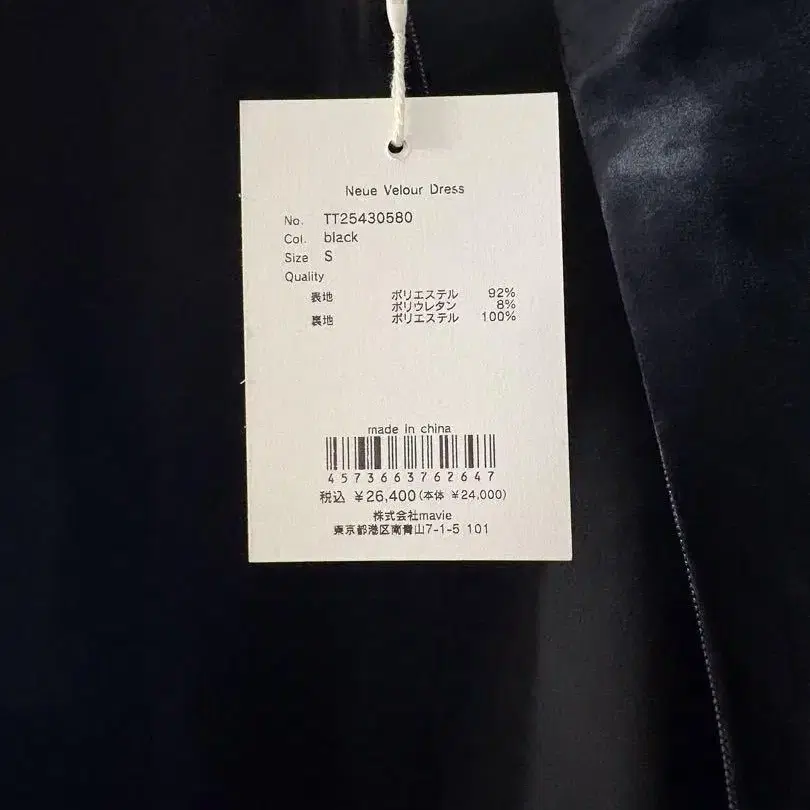 Neue Velour Dress
No. TT25430580
Col. black
Size S
Quality
表地 ポリエステル 92%
ポリウレタン 8%
裏地 ポリエステル 100%
made in china
4573663762647
税込 ¥26,400(本体 ¥24,000)
株式会社mavie
東京都港区南青山7-1-5 101